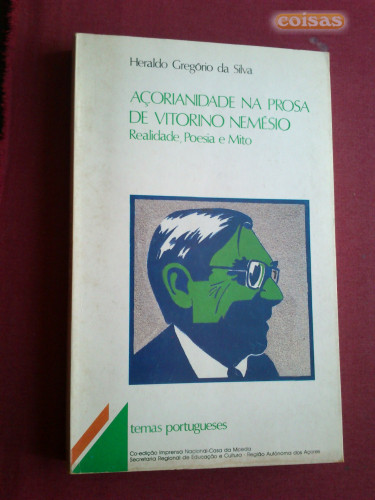 coisas
Heraldo Gregório da Silva
AÇORIANIDADE NA PROSA
DE VITORINO NEMÉSIO
Realidade, Poesia e Mito
temas portugueses
Co-edição Imprensa Nacional-Casa da Moeda
Secretaria Regional de Educação e Cultura - Região Autónoma dos Açores